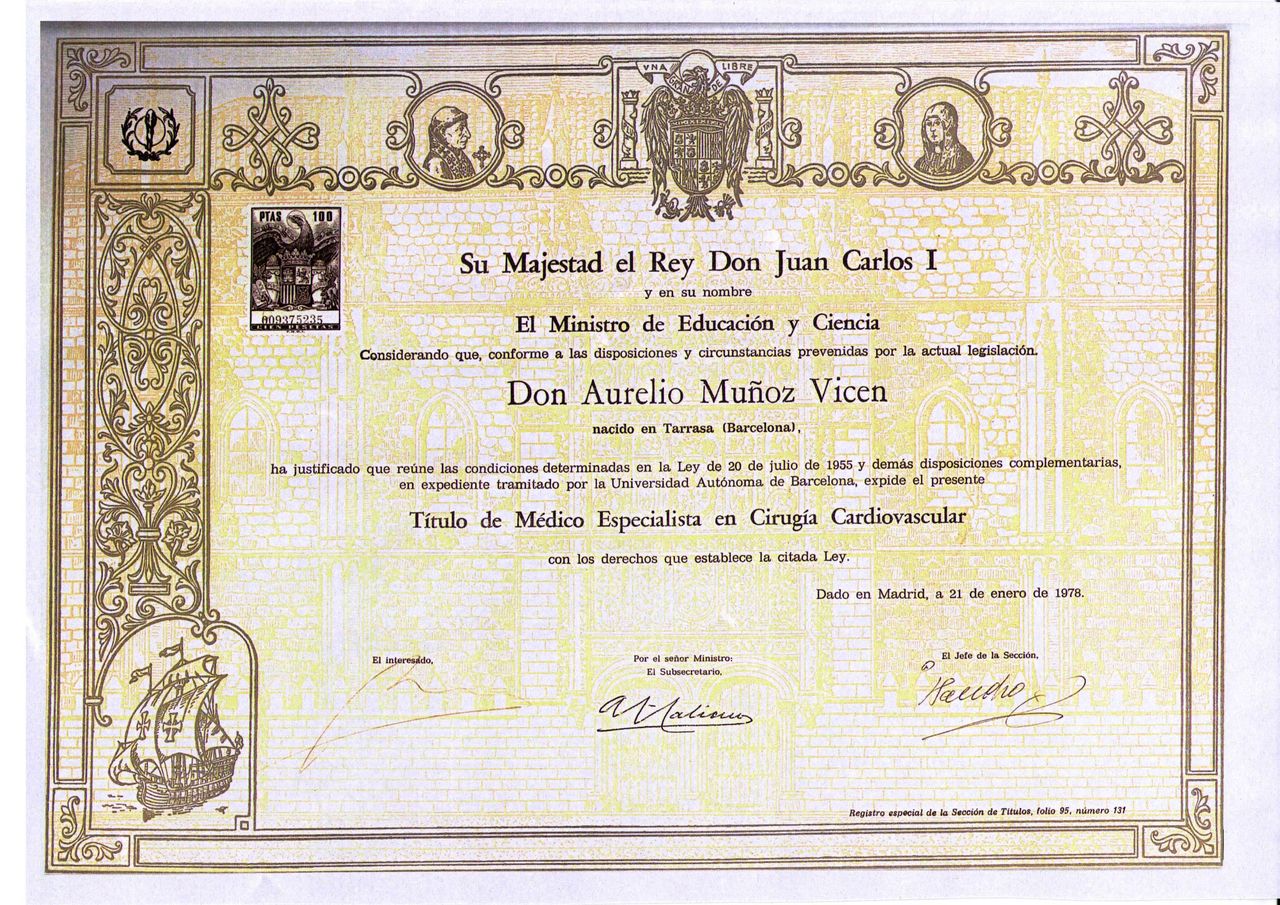 VNA LIBRE
GRANDE
PTAS 100
009375235
CIEN PESETAS
Su Majestad el Rey Don Juan Carlos I
y en su nombre
El Ministro de Educación y Ciencia
Considerando que, conforme a las disposiciones y circunstancias prevenidas por la actual legislación.
Don Aurelio Muñoz Vicen
nacido en Tarrasa (Barcelona),
ha justificado que reúne las condiciones determinadas en la Ley de 20 de julio de 1955 y demás disposiciones complementarias,
en expediente tramitado por la Universidad Autónoma de Barcelona, expide el presente
Título de Médico Especialista en Cirugía Cardiovascular
con los derechos que establece la citada Ley.
Dado en Madrid, a 21 de enero de 1978.
El interesado,
Por el señor Ministro:
El Subsecretario,
El Jefe de la Sección,
Registro especial de la Sección de Títulos, folio 95, número 131